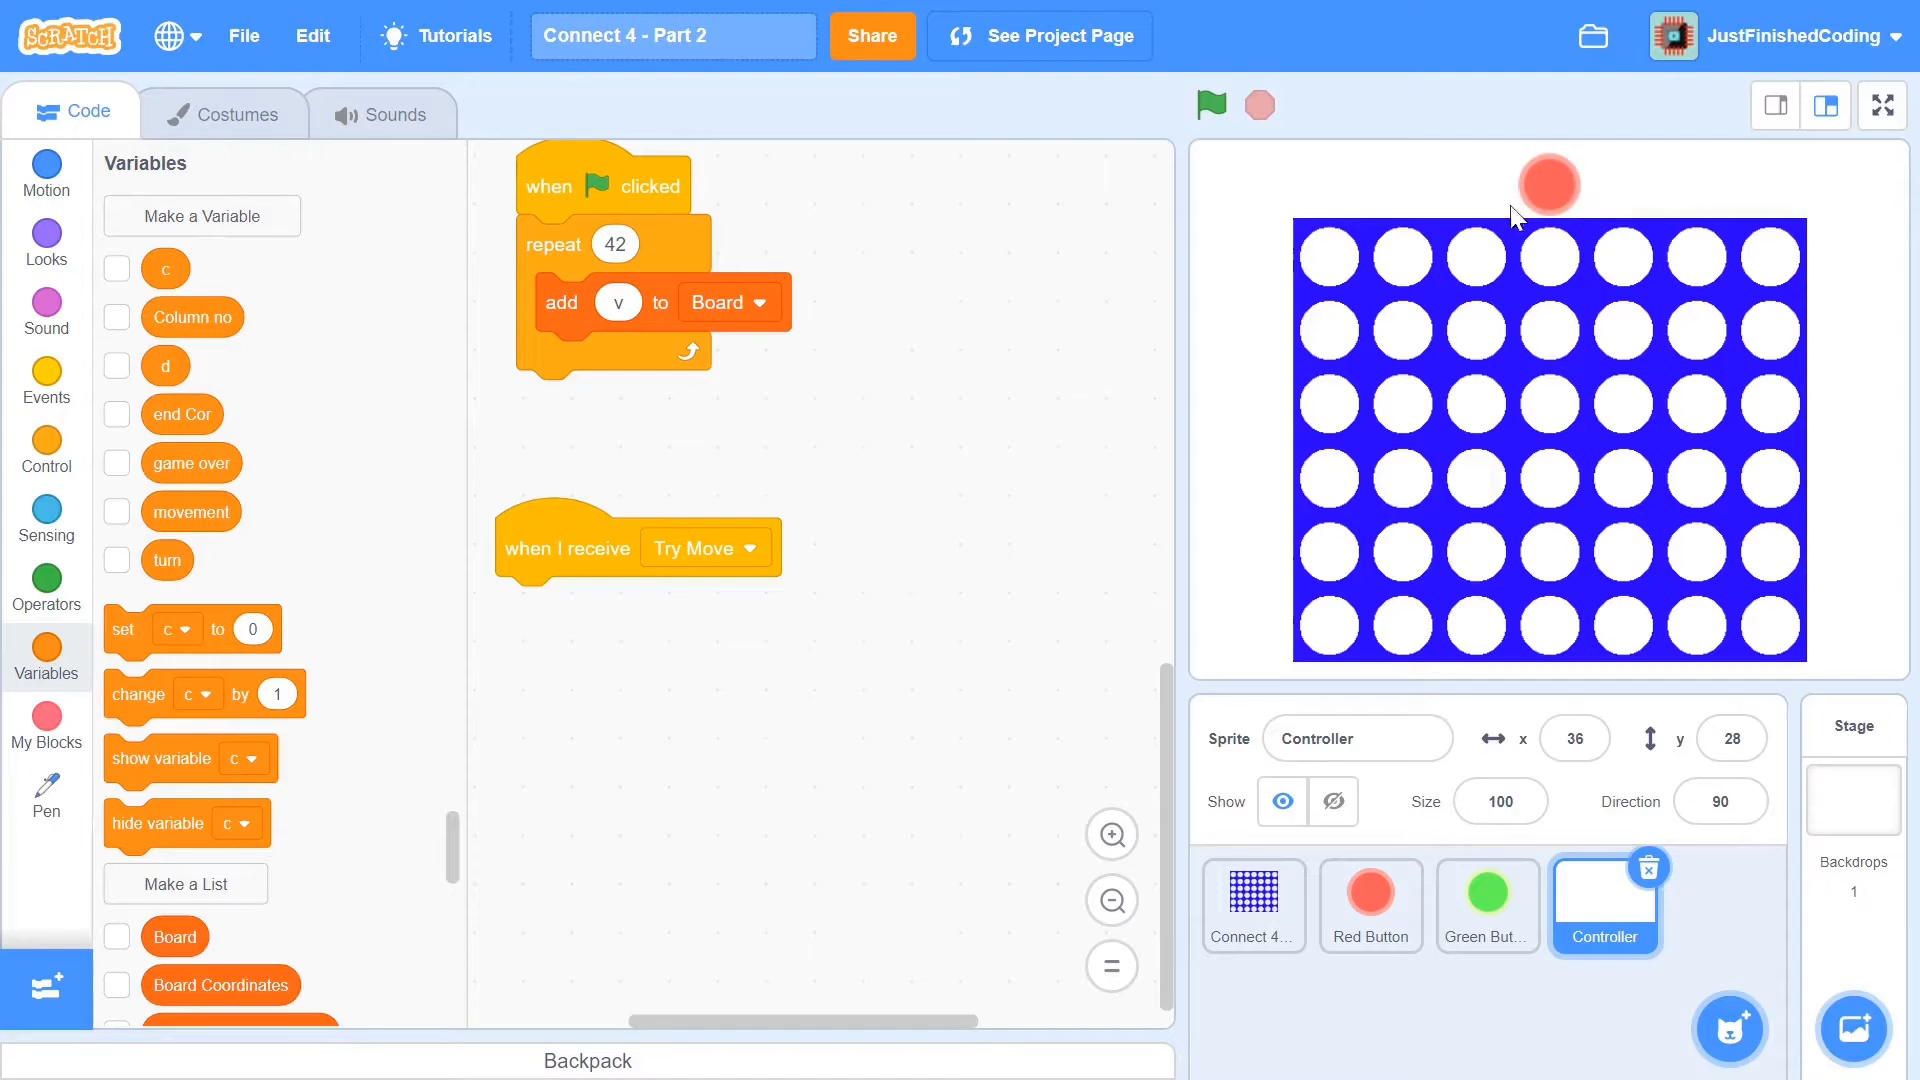 SCRATCH
File
Edit
Tutorials
Connect 4 - Part 2
Share
See Project Page
JustFinishedCoding
Code
Costumes
Sounds
Motion
Looks
Sound
Events
Control
Sensing
Operators
Variables
My Blocks
Pen
Variables
Make a Variable
c
Column no
d
end Cor
game over
movement
turn
set c to 0
change c by 1
show variable c
hide variable c
Make a List
Board
Board Coordinates
when clicked
repeat 42
add v to Board
when I receive Try Move
Sprite Controller x 36 y 28
Show Size 100 Direction 90
Connect 4...
Red Button
Green But...
Controller
Stage
Backdrops
1
Backpack